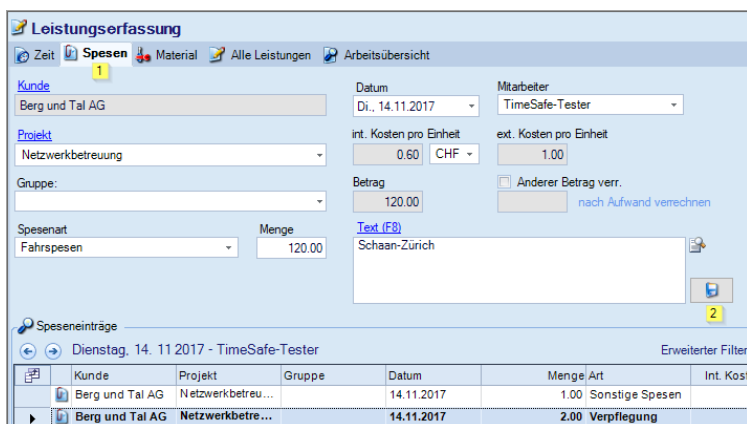 Leistungserfassung
Zeit Spesen Material Alle Leistungen Arbeitsübersicht
1
Kunde Datum Mitarbeiter
Berg und Tal AG Di., 14.11.2017 TimeSafe-Tester
Projekt int. Kosten pro Einheit ext. Kosten pro Einheit
Netzwerkbetreuung 0.60 CHF 1.00
Gruppe: Betrag Anderer Betrag verr.
120.00 nach Aufwand verrechnen
Spesenart Menge Text (F8)
Fahrspesen 120.00 Schaan-Zürich
2
Speseneinträge
Dienstag, 14. 11 2017 - TimeSafe-Tester Erweiterter Filter
Kunde Projekt Gruppe Datum Menge Art Int. Kost
Berg und Tal AG Netzwerkbetreu... 14.11.2017 1.00 Sonstige Spesen
Berg und Tal AG Netzwerkbetre... 14.11.2017 2.00 Verpflegung